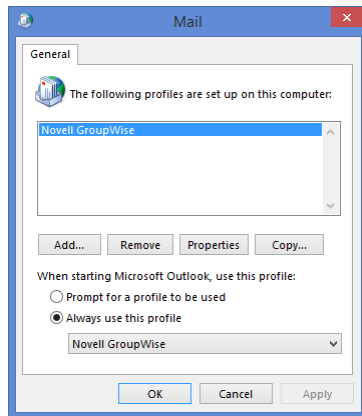 Mail
General
The following profiles are set up on this computer:
Novell GroupWise
Add...
Remove
Properties
Copy...
When starting Microsoft Outlook, use this profile:
Prompt for a profile to be used
Always use this profile
Novell GroupWise
OK
Cancel
Apply